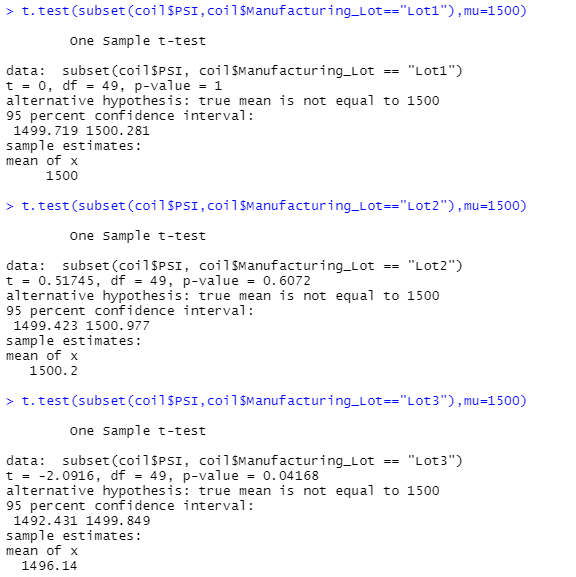 > t.test(subset(coil$PSI,coil$Manufacturing_Lot=="Lot1"),mu=1500)
One Sample t-test
data:  subset(coil$PSI, coil$Manufacturing_Lot == "Lot1")
t = 0, df = 49, p-value = 1
alternative hypothesis: true mean is not equal to 1500
95 percent confidence interval:
1499.719 1500.281
sample estimates:
mean of x
1500
> t.test(subset(coil$PSI,coil$Manufacturing_Lot=="Lot2"),mu=1500)
One Sample t-test
data:  subset(coil$PSI, coil$Manufacturing_Lot == "Lot2")
t = 0.51745, df = 49, p-value = 0.6072
alternative hypothesis: true mean is not equal to 1500
95 percent confidence interval:
1499.423 1500.977
sample estimates:
mean of x
1500.2
> t.test(subset(coil$PSI,coil$Manufacturing_Lot=="Lot3"),mu=1500)
One Sample t-test
data:  subset(coil$PSI, coil$Manufacturing_Lot == "Lot3")
t = -2.0916, df = 49, p-value = 0.04168
alternative hypothesis: true mean is not equal to 1500
95 percent confidence interval:
1492.431 1499.849
sample estimates:
mean of x
1496.14